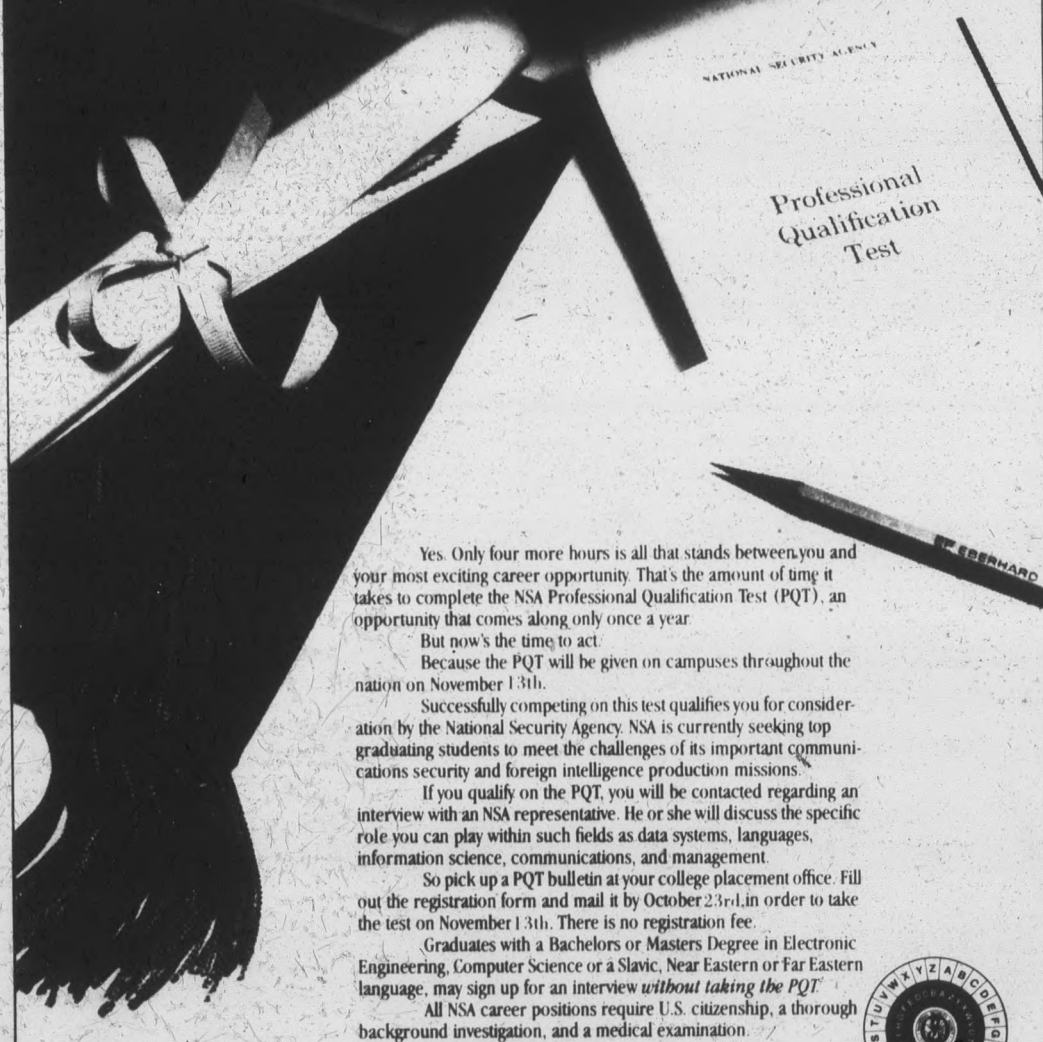 NATIONAL SECURITY AGENCY
Professional
Qualification
Test
EF EBERHARD
Yes. Only four more hours is all that stands between you and
your most exciting career opportunity. That's the amount of time it
takes to complete the NSA Professional Qualification Test (PQT), an
opportunity that comes along only once a year.
But now's the time to act.
Because the PQT will be given on campuses throughout the
nation on November 13th.
Successfully competing on this test qualifies you for consider-
ation by the National Security Agency. NSA is currently seeking top
graduating students to meet the challenges of its important communi-
cations security and foreign intelligence production missions.
If you qualify on the PQT, you will be contacted regarding an
interview with an NSA representative. He or she will discuss the specific
role you can play within such fields as data systems, languages,
information science, communications, and management.
So pick up a PQT bulletin at your college placement office. Fill
out the registration form and mail it by October 23rd, in order to take
the test on November 13th. There is no registration fee.
Graduates with a Bachelors or Masters Degree in Electronic
Engineering, Computer Science or a Slavic, Near Eastern or Far Eastern
language, may sign up for an interview without taking the PQT.
All NSA career positions require U.S. citizenship, a thorough
background investigation, and a medical examination.
S T U V W X Y Z A B C D E F G